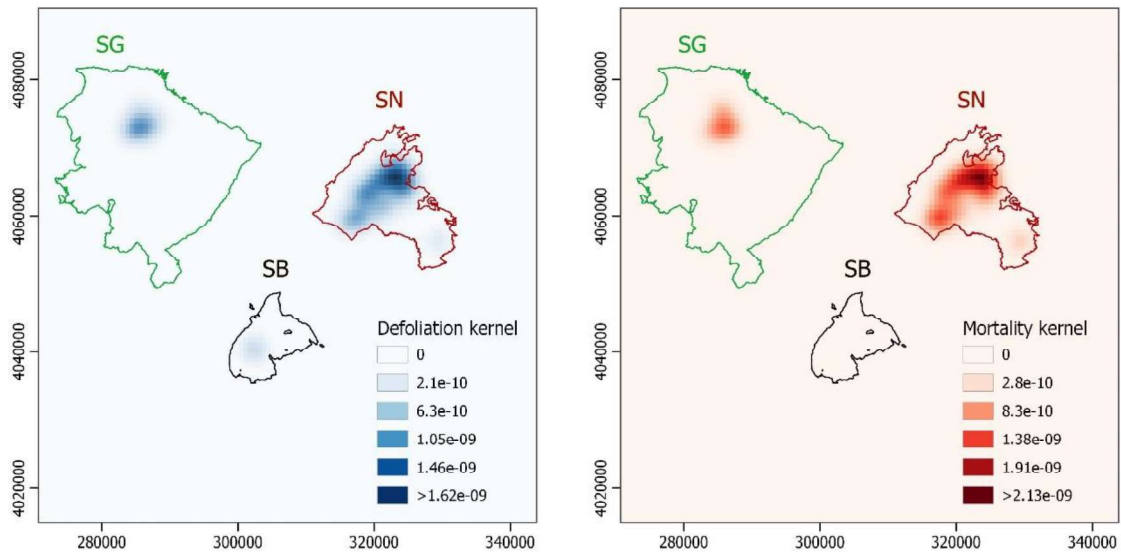 SG
SN
SB
Defoliation kernel
0
2.1e-10
6.3e-10
1.05e-09
1.46e-09
>1.62e-09
4080000
4060000
4040000
4020000
280000 300000 320000 340000
SG
SN
SB
Mortality kernel
0
2.8e-10
8.3e-10
1.38e-09
1.91e-09
>2.13e-09
4080000
4060000
4040000
4020000
280000 300000 320000 340000